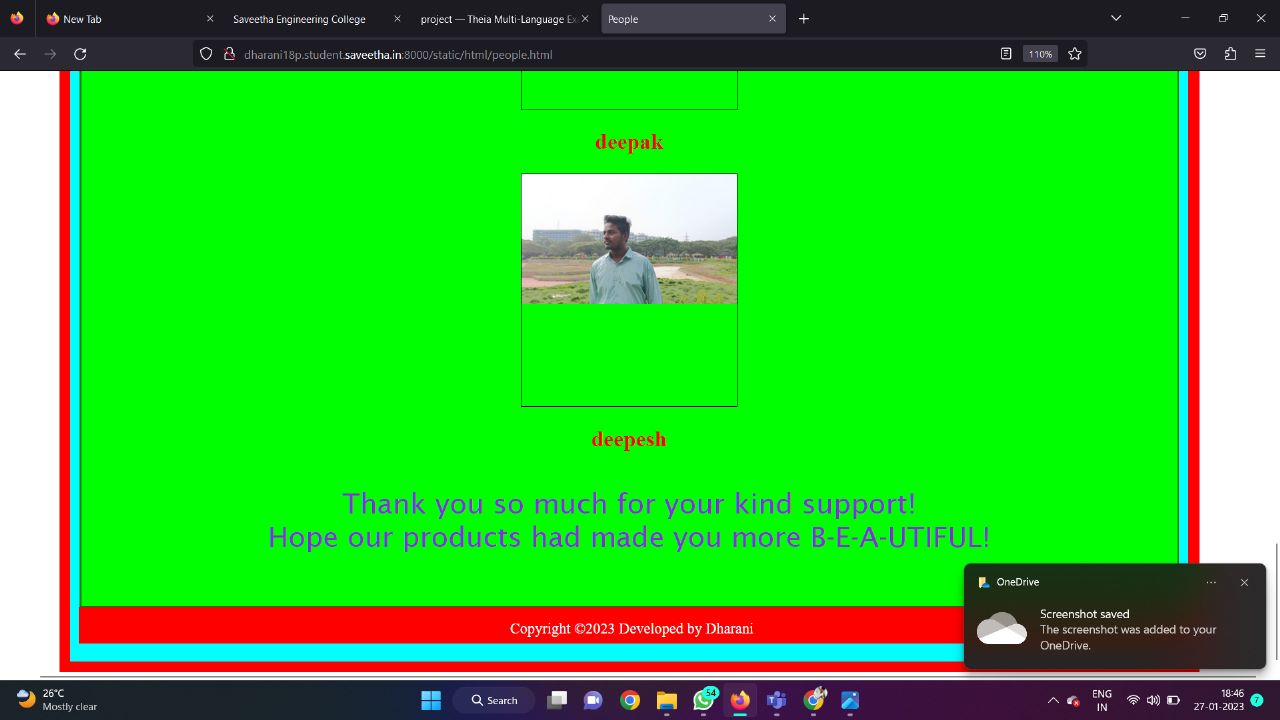 New Tab
Saveetha Engineering College
project — Theia Multi-Language Ex
People
dharani18p.student.saveetha.in:8000/static/html/people.html
110%
deepak
deepesh
Thank you so much for your kind support!
Hope our products had made you more B-E-A-UTIFUL!
Copyright ©2023 Developed by Dharani
OneDrive
Screenshot saved
The screenshot was added to your
OneDrive.
26°C
Mostly clear
Search
54
ENG
IN
18:46
27-01-2023
7